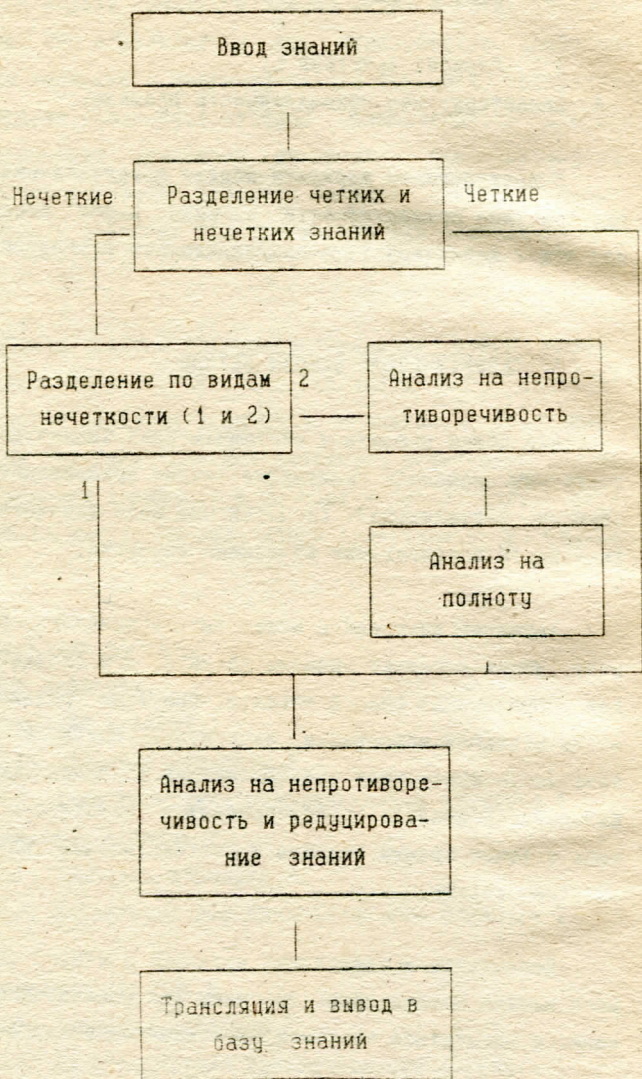 Ввод знаний
Нечеткие
Разделение четких и
нечетких знаний
Четкие
Разделение по видам
нечеткости (1 и 2)
2
Анализ на непро-
тиворечивость
1
Анализ на
полноту
Анализ на непротиворе-
чивость и редуцирова-
ние знаний
Трансляция и вывод в
базу знаний